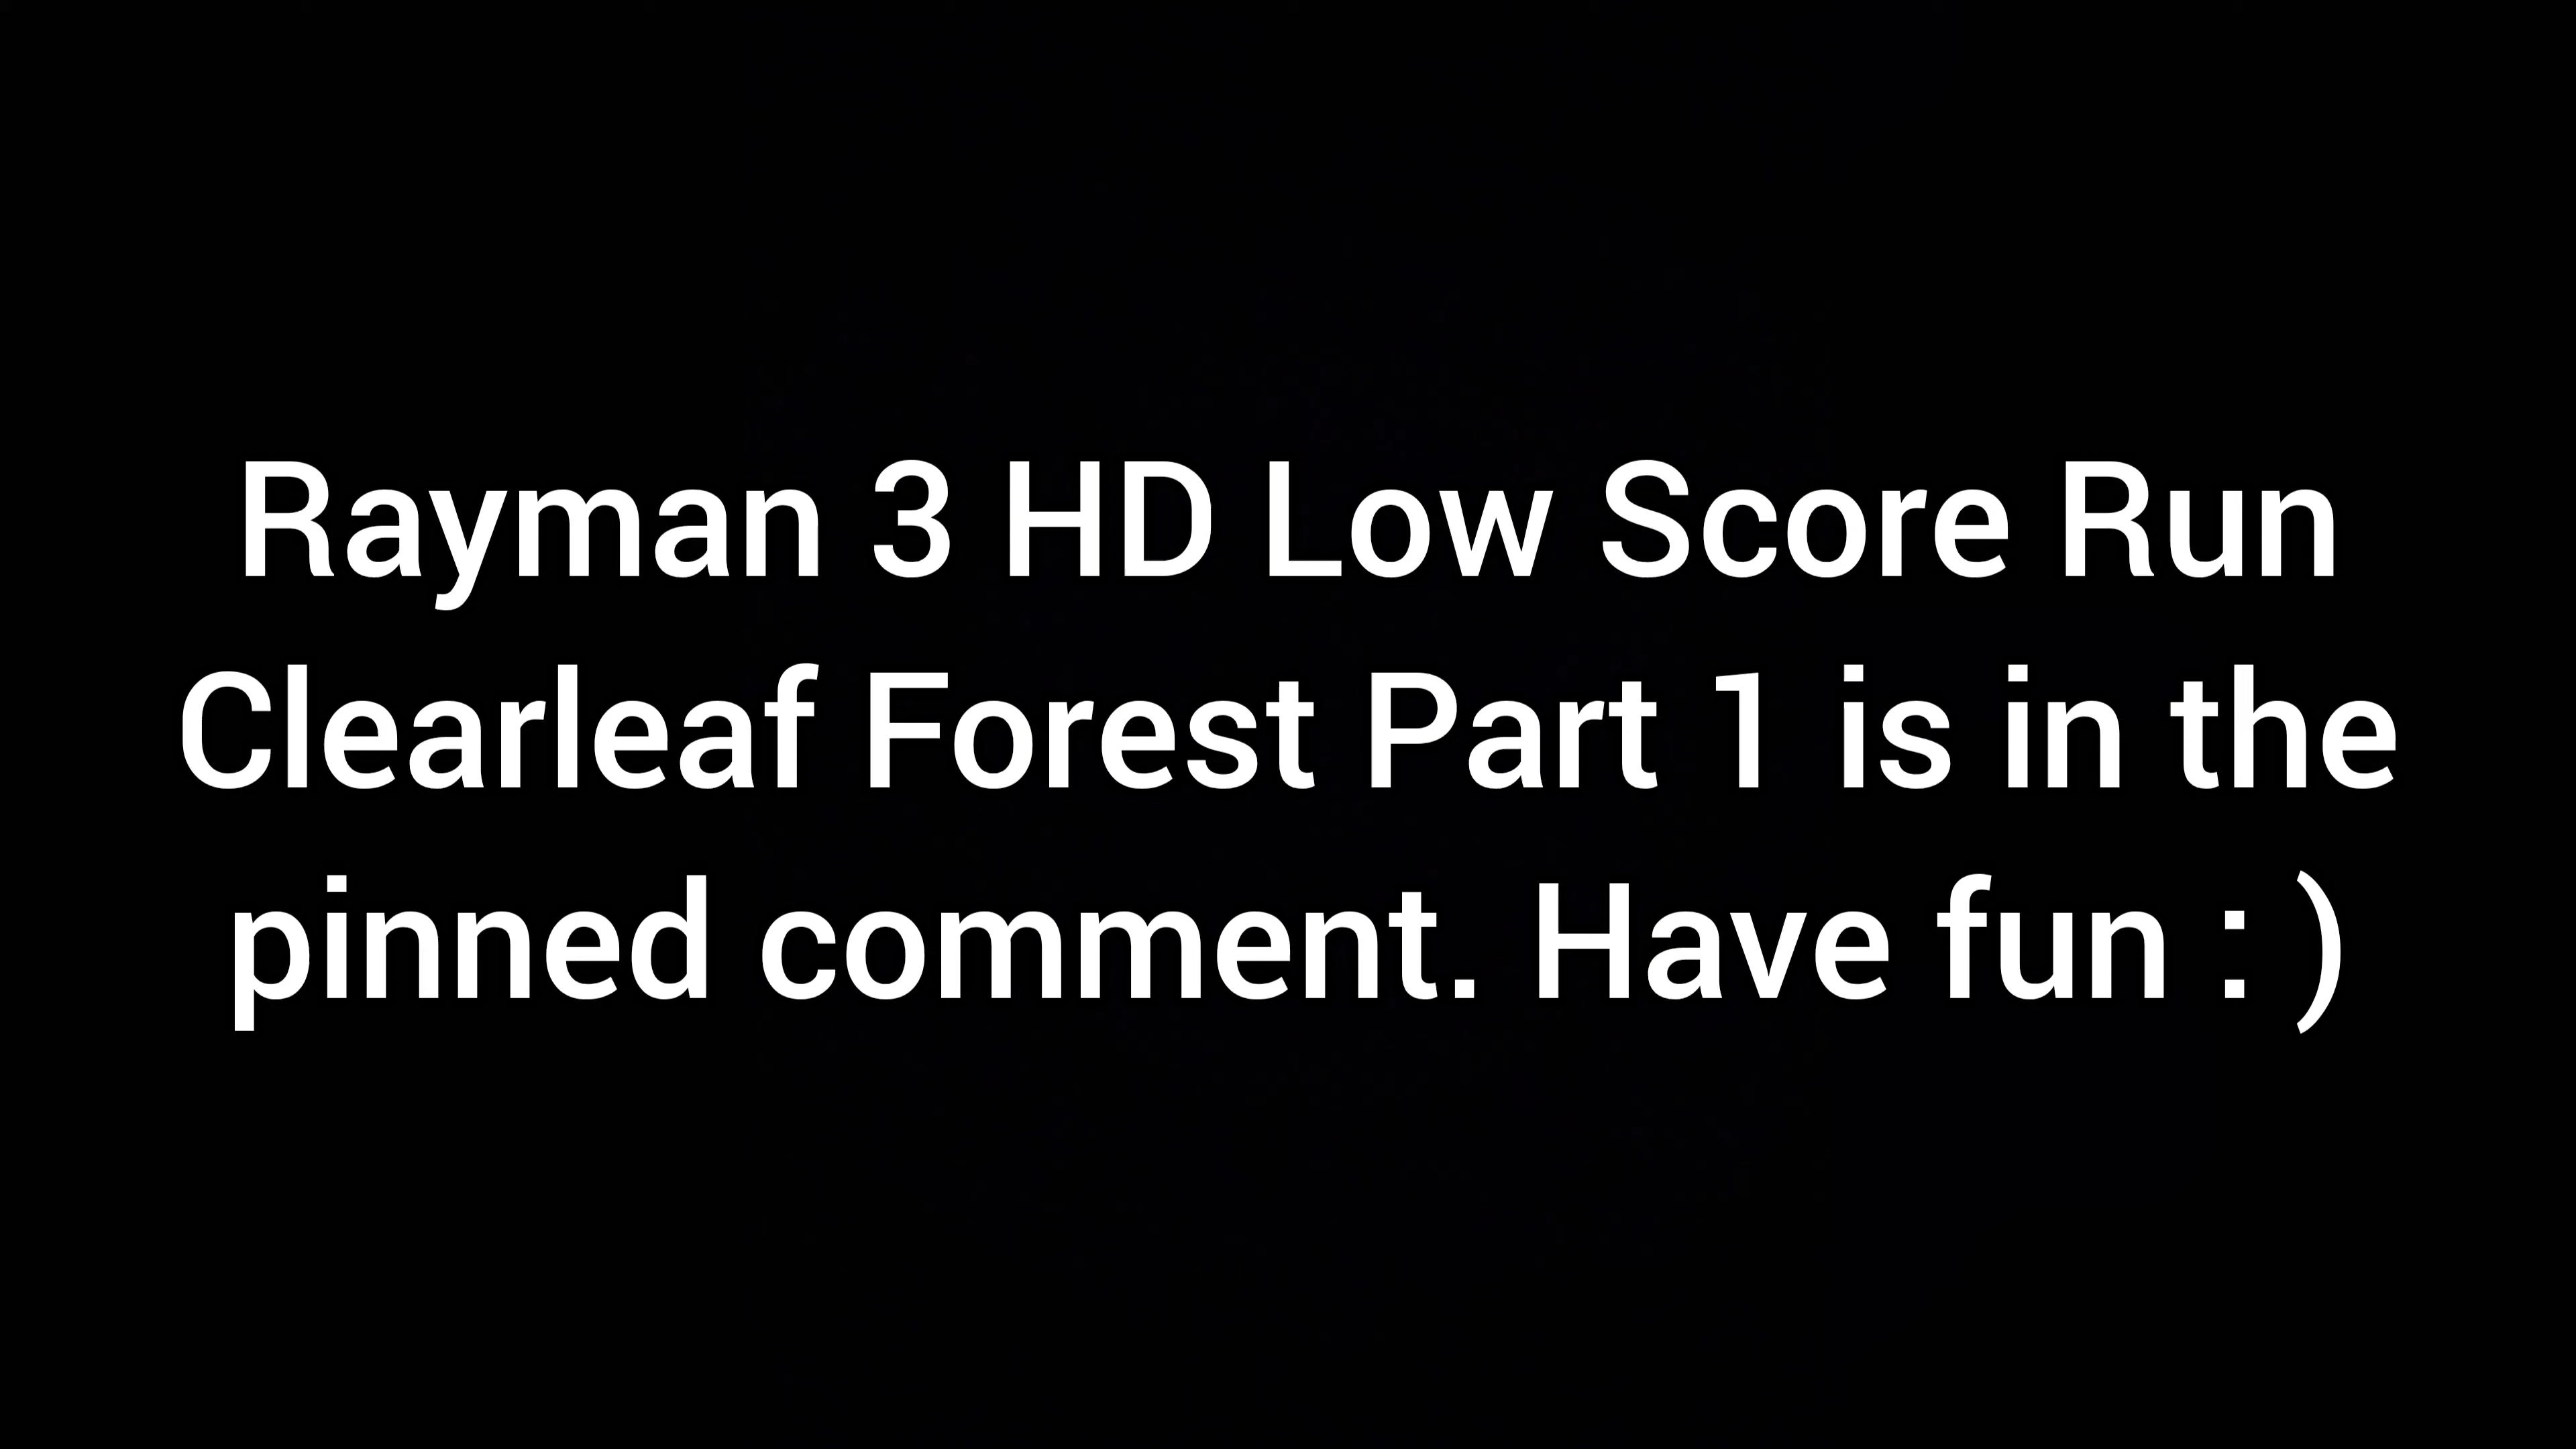 Rayman 3 HD Low Score Run
Clearleaf Forest Part 1 is in the
pinned comment. Have fun : )